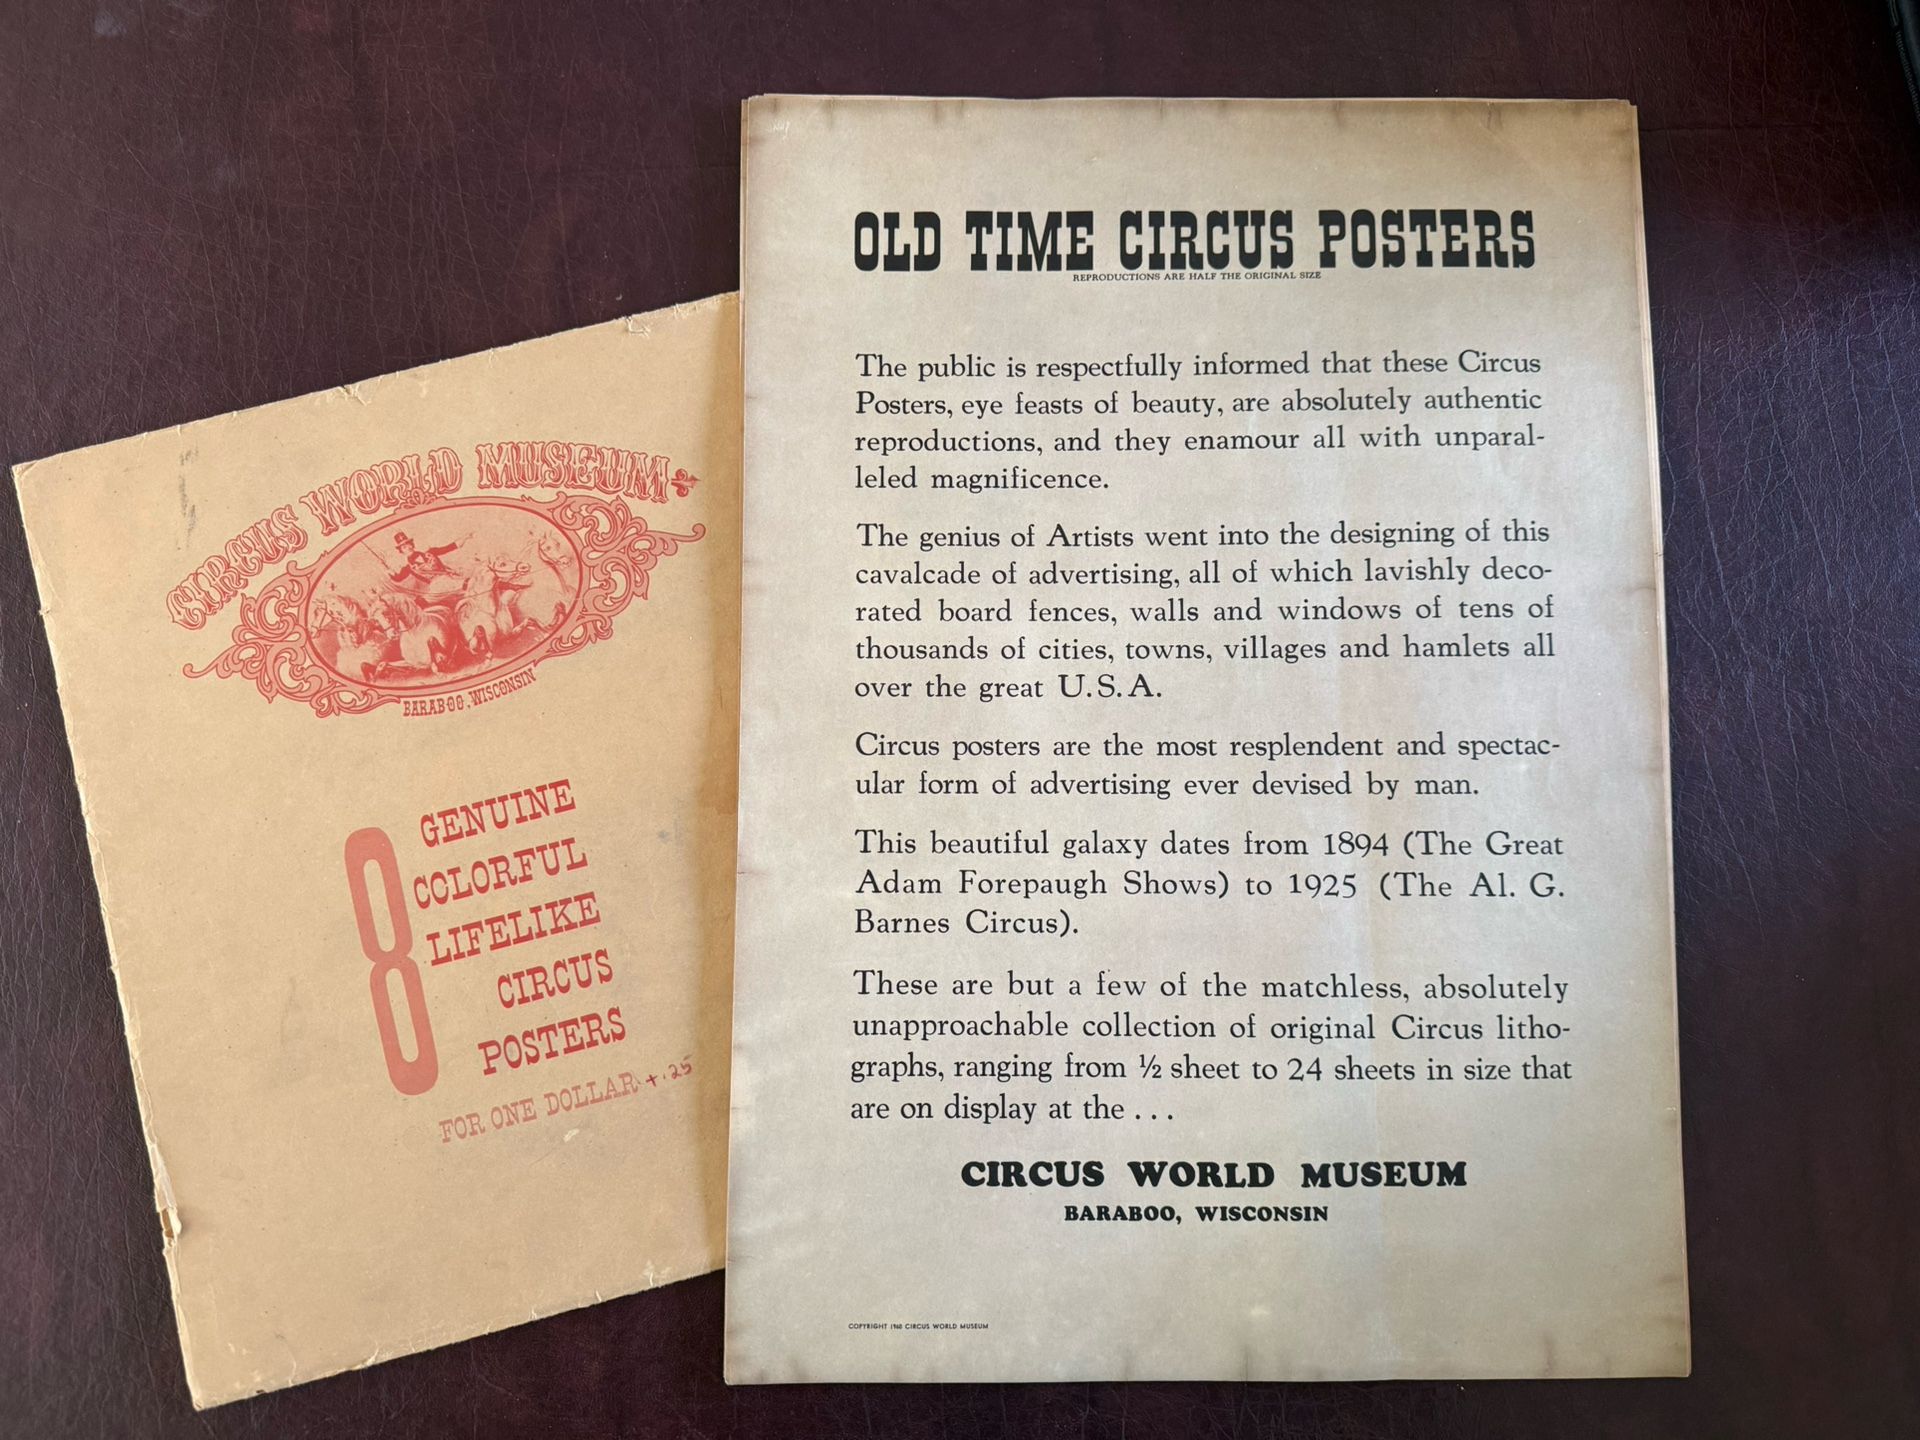 CIRCUS WORLD MUSEUM
BARABOO, WISCONSIN
8
GENUINE
COLORFUL
LIFELIKE
CIRCUS
POSTERS
FOR ONE DOLLAR + .25
OLD TIME CIRCUS POSTERS
REPRODUCTIONS ARE HALF THE ORIGINAL SIZE
The public is respectfully informed that these Circus
Posters, eye feasts of beauty, are absolutely authentic
reproductions, and they enamour all with unparal-
leled magnificence.
The genius of Artists went into the designing of this
cavalcade of advertising, all of which lavishly deco-
rated board fences, walls and windows of tens of
thousands of cities, towns, villages and hamlets all
over the great U.S.A.
Circus posters are the most resplendent and spectac-
ular form of advertising ever devised by man.
This beautiful galaxy dates from 1894 (The Great
Adam Forepaugh Shows) to 1925 (The Al. G.
Barnes Circus).
These are but a few of the matchless, absolutely
unapproachable collection of original Circus litho-
graphs, ranging from ½ sheet to 24 sheets in size that
are on display at the . . .
CIRCUS WORLD MUSEUM
BARABOO, WISCONSIN
COPYRIGHT 1960 CIRCUS WORLD MUSEUM